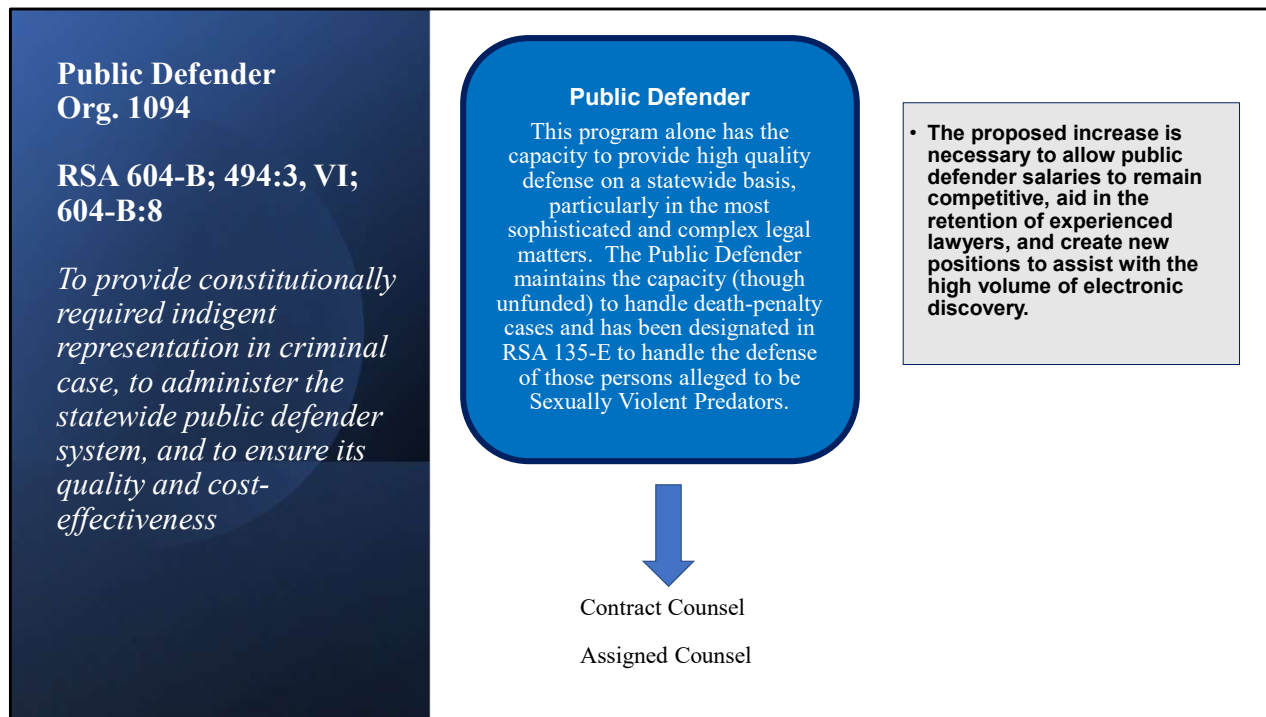 Public Defender
Org. 1094
RSA 604-B; 494:3, VI;
604-B:8
To provide constitutionally
required indigent
representation in criminal
case, to administer the
statewide public defender
system, and to ensure its
quality and cost-
effectiveness
Public Defender
This program alone has the
capacity to provide high quality
defense on a statewide basis,
particularly in the most
sophisticated and complex legal
matters.  The Public Defender
maintains the capacity (though
unfunded) to handle death-penalty
cases and has been designated in
RSA 135-E to handle the defense
of those persons alleged to be
Sexually Violent Predators.
Contract Counsel
Assigned Counsel
• The proposed increase is
necessary to allow public
defender salaries to remain
competitive, aid in the
retention of experienced
lawyers, and create new
positions to assist with the
high volume of electronic
discovery.